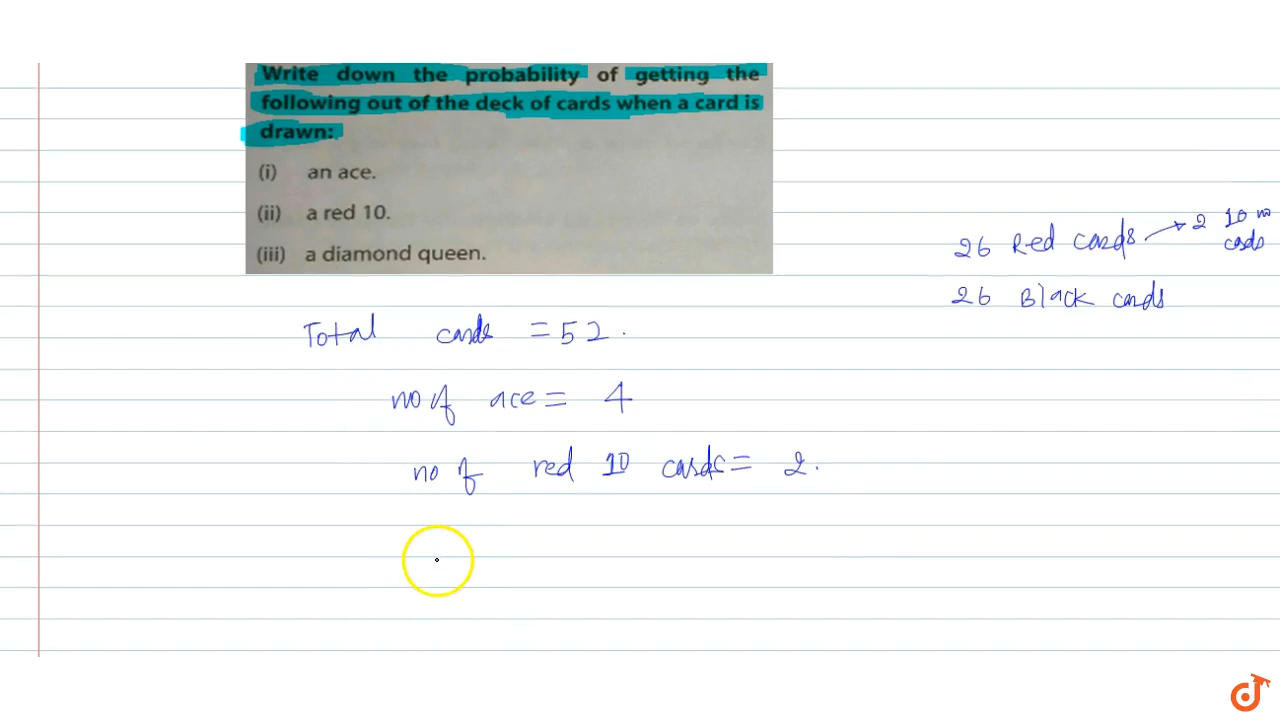 Write down the probability of getting the
following out of the deck of cards when a card is
drawn:
(i) an ace.
(ii) a red 10.
(iii) a diamond queen.
26 Red cards → 2 10 no cards
26 Black cards
Total cards = 52.
no of ace = 4
no of red 10 cards = 2.